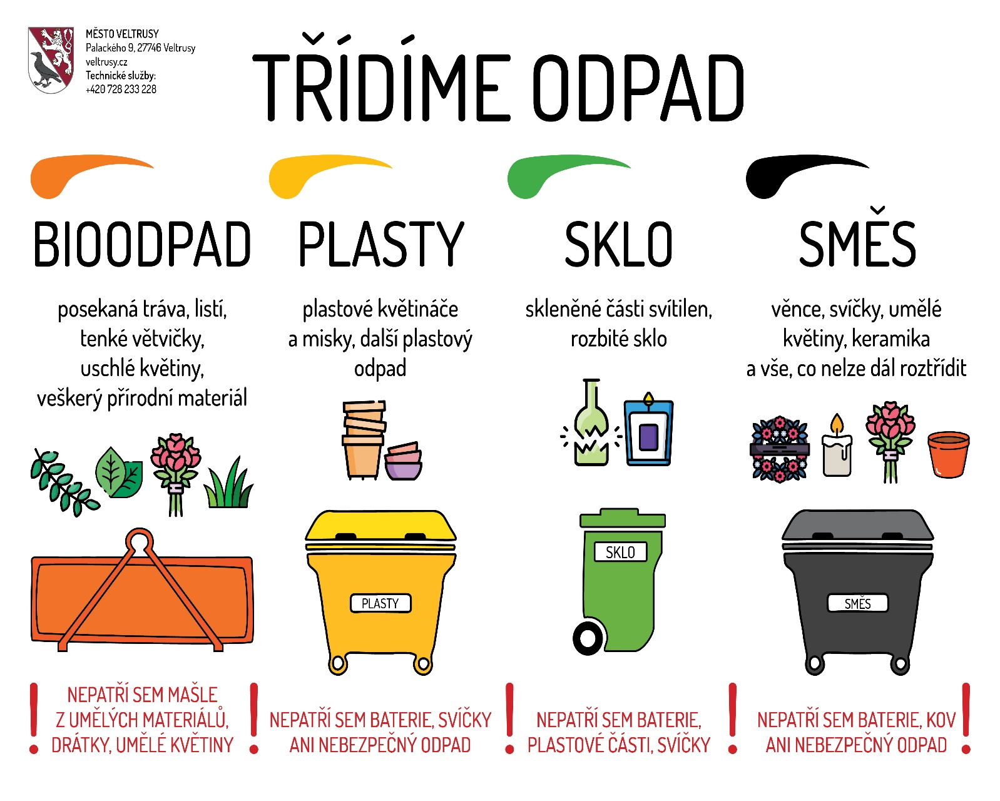 MĚSTO VELTRUSY
Palackého 9, 27746 Veltrusy
veltrusy.cz
Technické služby:
+420 728 233 228
TŘÍDÍME ODPAD
BIOODPAD
posekaná tráva, listí,
tenké větvičky,
uschlé květiny,
veškerý přírodní materiál
NEPATŘÍ SEM MAŠLE
Z UMĚLÝCH MATERIÁLŮ,
DRÁTKY, UMĚLÉ KVĚTINY
PLASTY
plastové květináče
a misky, další plastový
odpad
PLASTY
NEPATŘÍ SEM BATERIE, SVÍČKY
ANI NEBEZPEČNÝ ODPAD
SKLO
skleněné části svítilen,
rozbité sklo
SKLO
NEPATŘÍ SEM BATERIE,
PLASTOVÉ ČÁSTI, SVÍČKY
SMĚS
věnce, svíčky, umělé
květiny, keramika
a vše, co nelze dál roztřídit
SMĚS
NEPATŘÍ SEM BATERIE, KOV
ANI NEBEZPEČNÝ ODPAD